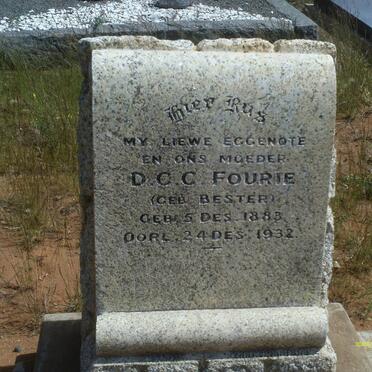 Hier Rus
MY LIEWE EGGENOTE
EN ONS MOEDER
D.C.C. FOURIE
(GEB. BESTER)
GEB. 5 DES. 1883
OORL. 24 DES. 1932